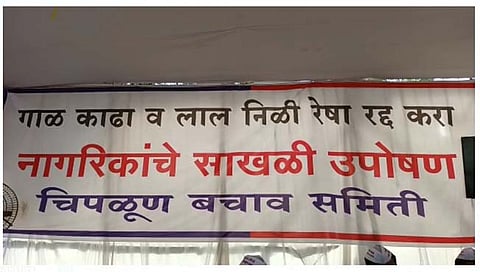 गाळ काढा व लाल निळी रेषा रद्द करा
नागरिकांचे साखळी उपोषण
चिपळूण बचाव समिती